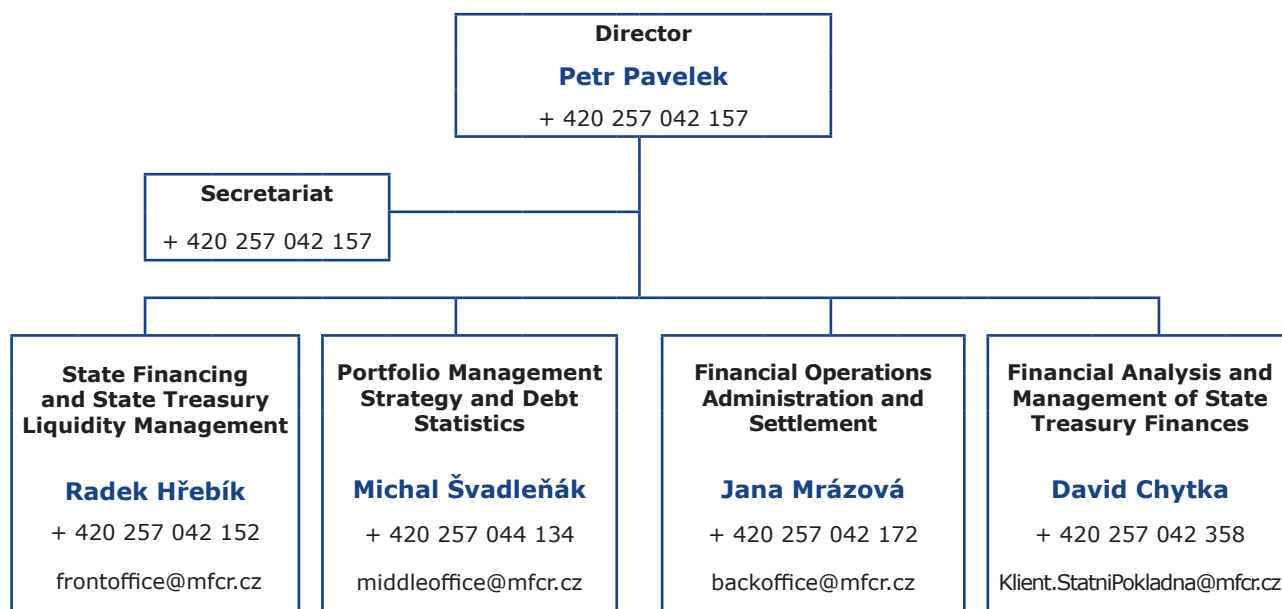 Director
Petr Pavelek
+ 420 257 042 157
Secretariat
+ 420 257 042 157
State Financing
and State Treasury
Liquidity Management
Radek Hřebík
+ 420 257 042 152
frontoffice@mfcr.cz
Portfolio Management
Strategy and Debt
Statistics
Michal Švadleňák
+ 420 257 044 134
middleoffice@mfcr.cz
Financial Operations
Administration and
Settlement
Jana Mrázová
+ 420 257 042 172
backoffice@mfcr.cz
Financial Analysis and
Management of State
Treasury Finances
David Chytka
+ 420 257 042 358
Klient.StatniPokladna@mfcr.cz